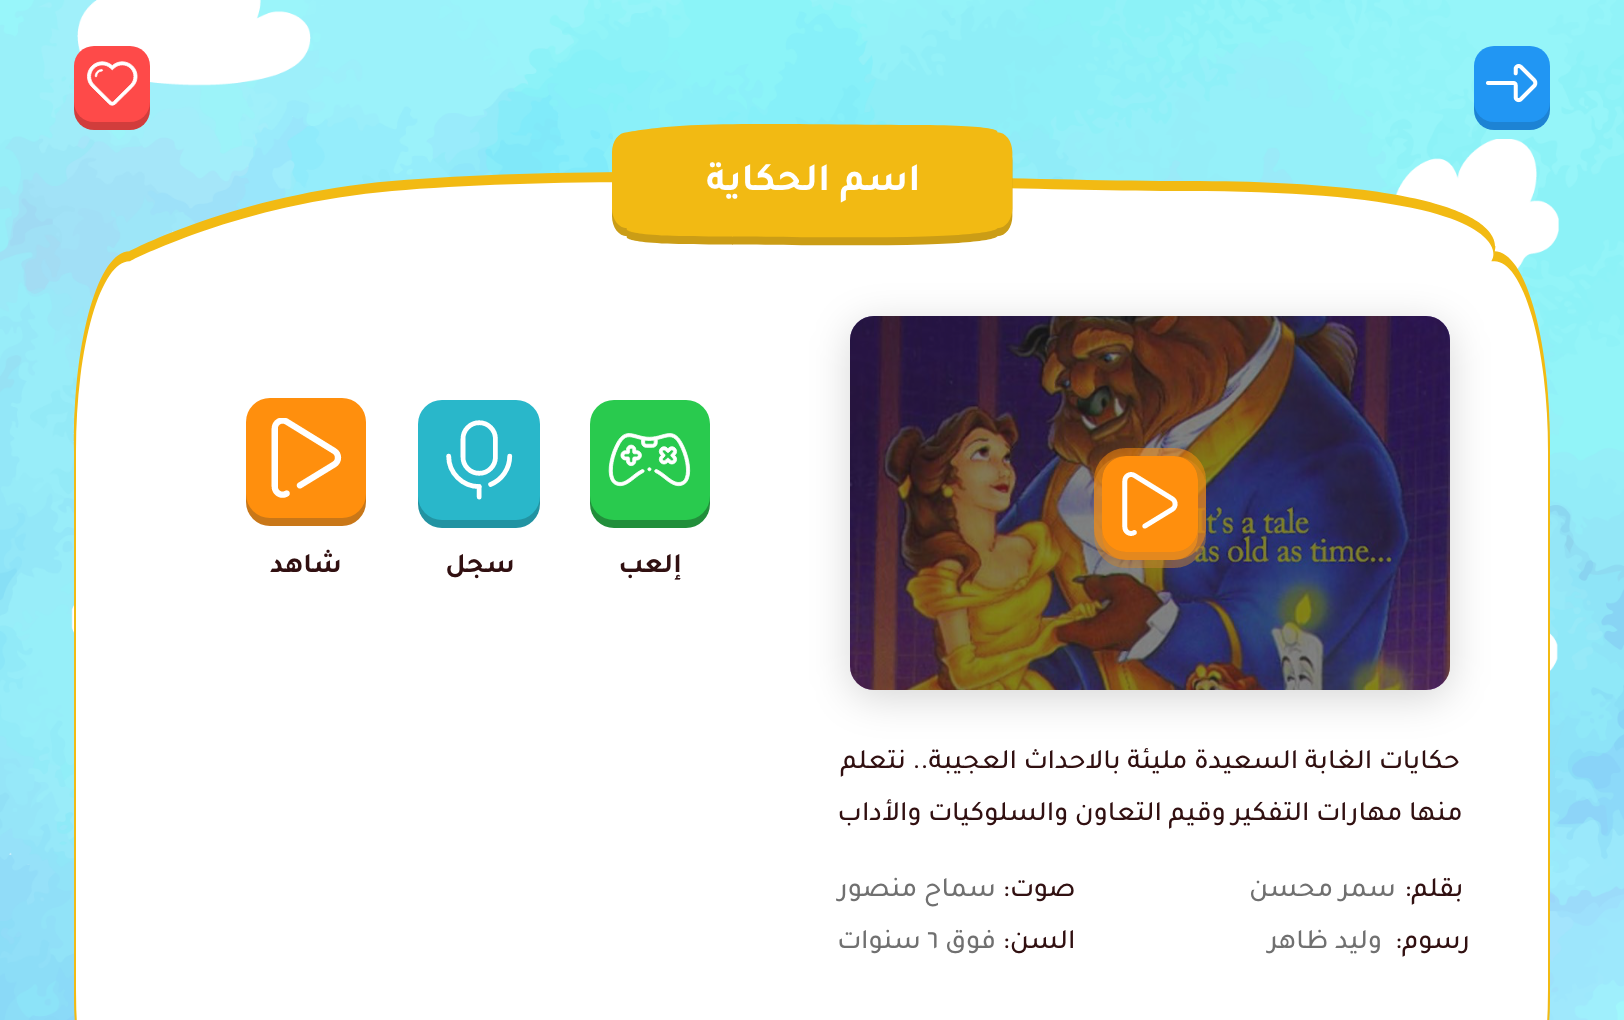 اسم الحكاية
It's a tale
as old as time...
إلعب
سجل
شاهد
حكايات الغابة السعيدة مليئة بالاحداث العجيبة.. نتعلم
منها مهارات التفكير وقيم التعاون والسلوكيات والأداب
بقلم: سمر محسن
صوت: سماح منصور
رسوم: وليد ظاهر
السن: فوق ٦ سنوات